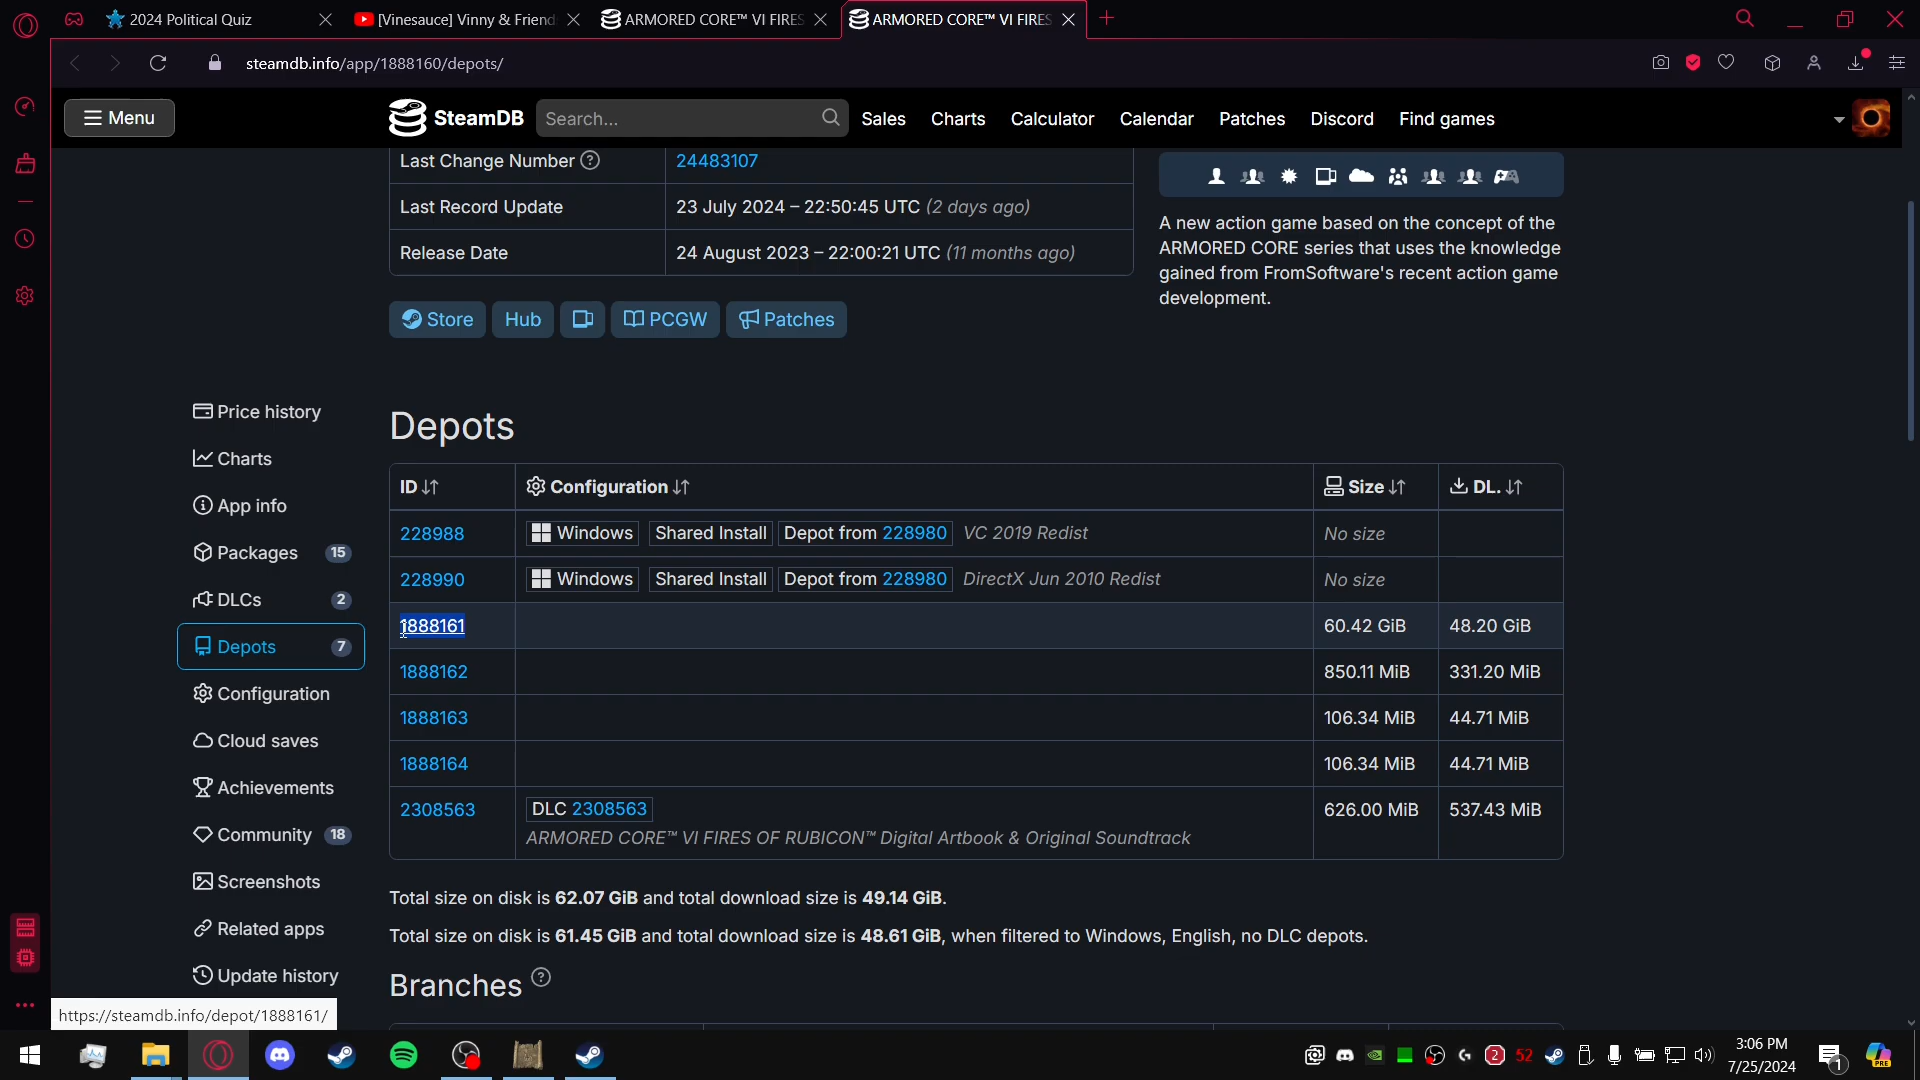 2024 Political Quiz
[Vinesauce] Vinny & Friend
ARMORED CORE™ VI FIRES
ARMORED CORE™ VI FIRES
steamdb.info/app/1888160/depots/
Menu
SteamDB
Search...
Sales
Charts
Calculator
Calendar
Patches
Discord
Find games
Last Change Number
24483107
Last Record Update
23 July 2024 – 22:50:45 UTC (2 days ago)
Release Date
24 August 2023 – 22:00:21 UTC (11 months ago)
A new action game based on the concept of the
ARMORED CORE series that uses the knowledge
gained from FromSoftware's recent action game
development.
Store
Hub
PCGW
Patches
Price history
Charts
App info
Packages 15
DLCs 2
Depots 7
Configuration
Cloud saves
Achievements
Community 18
Screenshots
Related apps
Update history
Depots
ID Configuration Size DL.
228988 Windows Shared Install Depot from 228980 VC 2019 Redist No size
228990 Windows Shared Install Depot from 228980 DirectX Jun 2010 Redist No size
1888161 60.42 GiB 48.20 GiB
1888162 850.11 MiB 331.20 MiB
1888163 106.34 MiB 44.71 MiB
1888164 106.34 MiB 44.71 MiB
2308563 DLC 2308563 626.00 MiB 537.43 MiB
ARMORED CORE™ VI FIRES OF RUBICON™ Digital Artbook & Original Soundtrack
Total size on disk is 62.07 GiB and total download size is 49.14 GiB.
Total size on disk is 61.45 GiB and total download size is 48.61 GiB, when filtered to Windows, English, no DLC depots.
Branches
https://steamdb.info/depot/1888161/
2
52
3:06 PM
7/25/2024
1
PRE